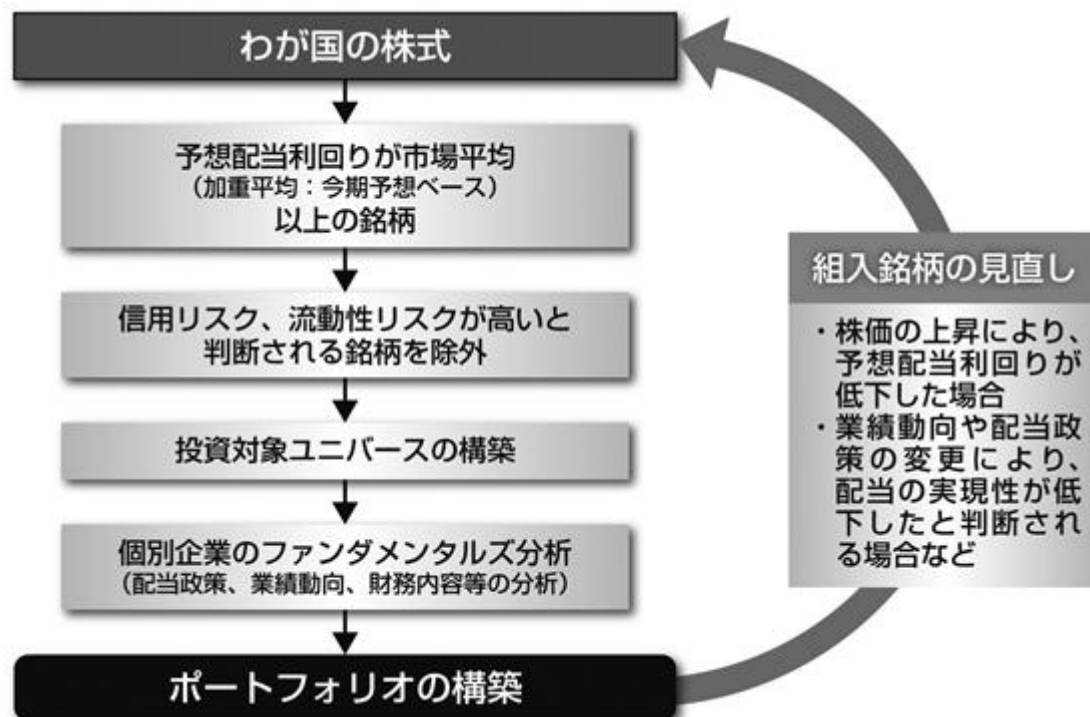 わが国の株式
予想配当利回りが市場平均
（加重平均：今期予想ベース）
以上の銘柄
信用リスク、流動性リスクが高いと
判断される銘柄を除外
投資対象ユニバースの構築
個別企業のファンダメンタルズ分析
（配当政策、業績動向、財務内容等の分析）
ポートフォリオの構築
組入銘柄の見直し
・株価の上昇により、
予想配当利回りが
低下した場合
・業績動向や配当政
策の変更により、
配当の実現性が低
下したと判断され
る場合など